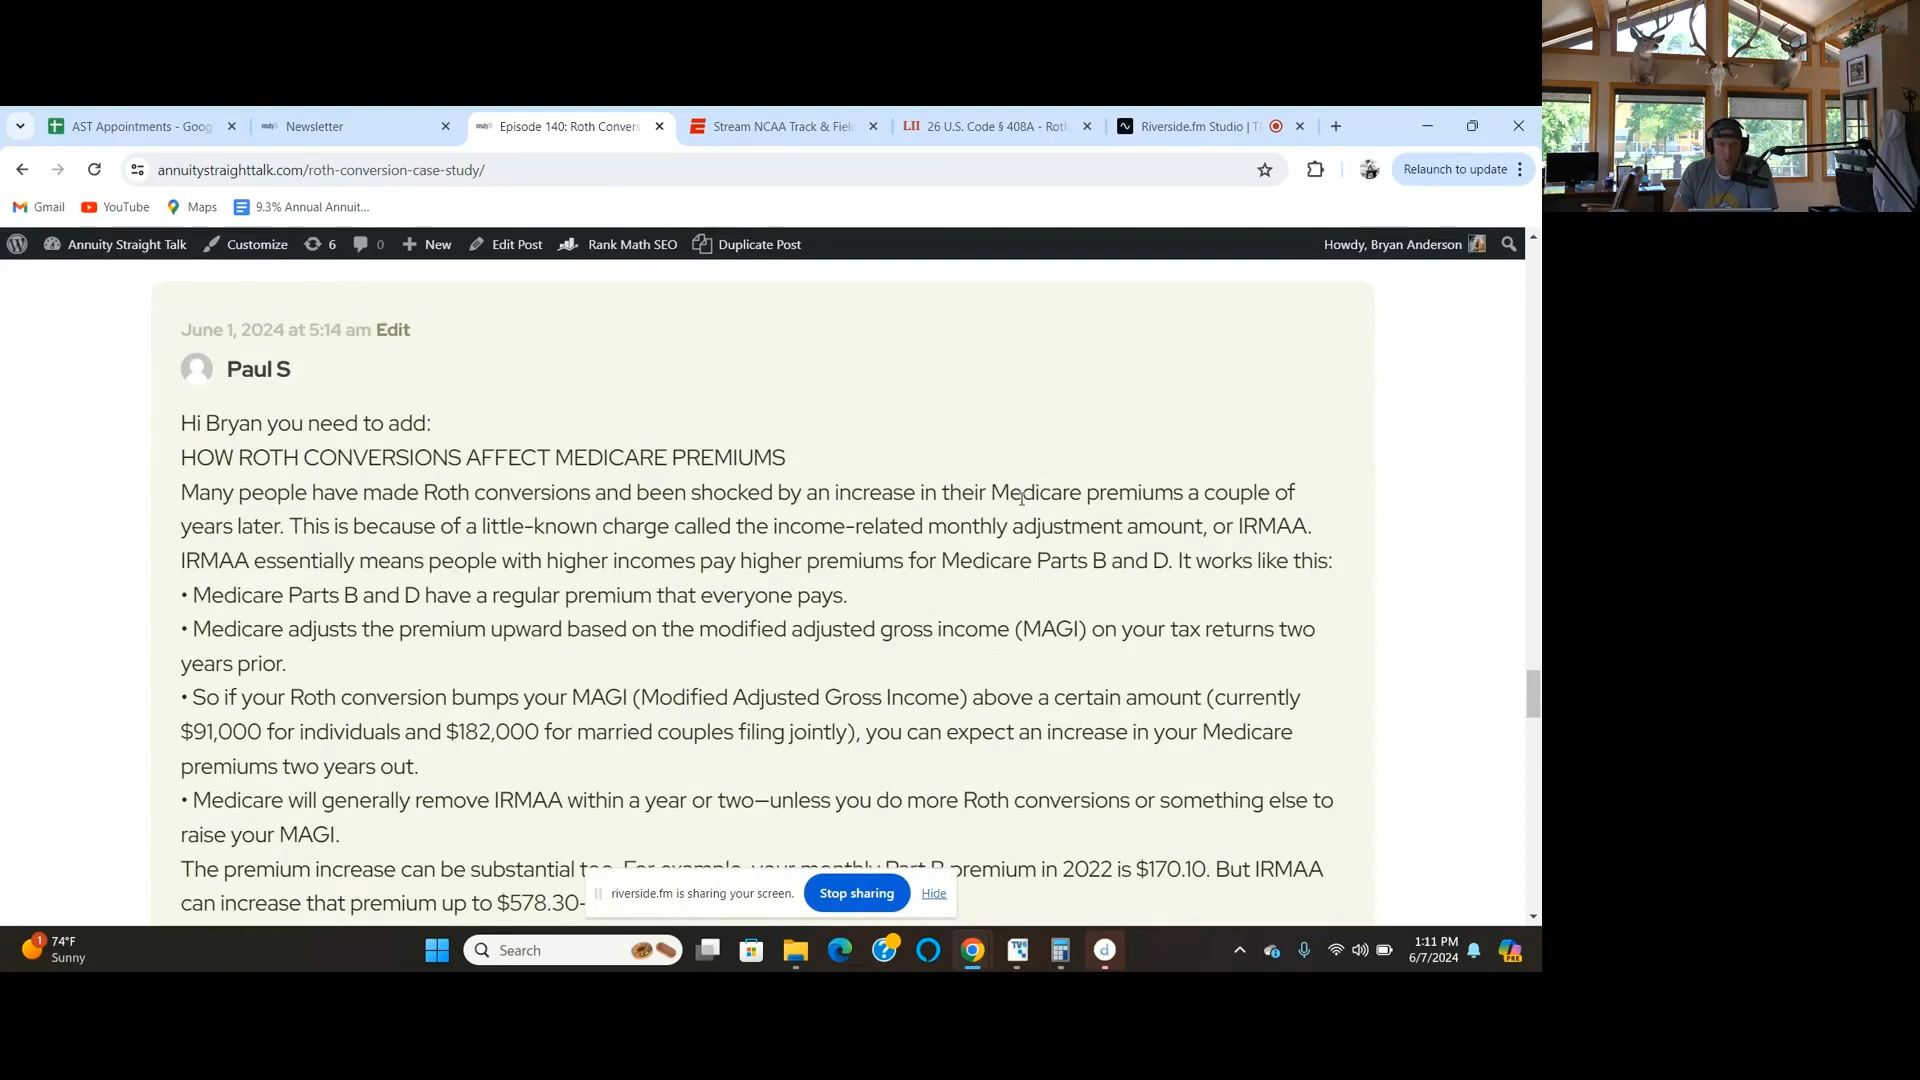 AST Appointments - Goog
Newsletter
Episode 140: Roth Convers
Stream NCAA Track & Field
LII 26 U.S. Code § 408A - Roth
Riverside.fm Studio | T
annuitystraighttalk.com/roth-conversion-case-study/
Relaunch to update
Gmail YouTube Maps 9.3% Annual Annuit...
Annuity Straight Talk Customize 6 0 New Edit Post Rank Math SEO Duplicate Post Howdy, Bryan Anderson
June 1, 2024 at 5:14 am Edit
Paul S
Hi Bryan you need to add:
HOW ROTH CONVERSIONS AFFECT MEDICARE PREMIUMS
Many people have made Roth conversions and been shocked by an increase in their Medicare premiums a couple of
years later. This is because of a little-known charge called the income-related monthly adjustment amount, or IRMAA.
IRMAA essentially means people with higher incomes pay higher premiums for Medicare Parts B and D. It works like this:
• Medicare Parts B and D have a regular premium that everyone pays.
• Medicare adjusts the premium upward based on the modified adjusted gross income (MAGI) on your tax returns two
years prior.
• So if your Roth conversion bumps your MAGI (Modified Adjusted Gross Income) above a certain amount (currently
$91,000 for individuals and $182,000 for married couples filing jointly), you can expect an increase in your Medicare
premiums two years out.
• Medicare will generally remove IRMAA within a year or two—unless you do more Roth conversions or something else to
raise your MAGI.
The premium increase can be substantial too. For example, your monthly Part B premium in 2022 is $170.10. But IRMAA
can increase that premium up to $578.30-
riverside.fm is sharing your screen. Stop sharing Hide
1
74°F
Sunny
Search
1:11 PM
6/7/2024
PRE